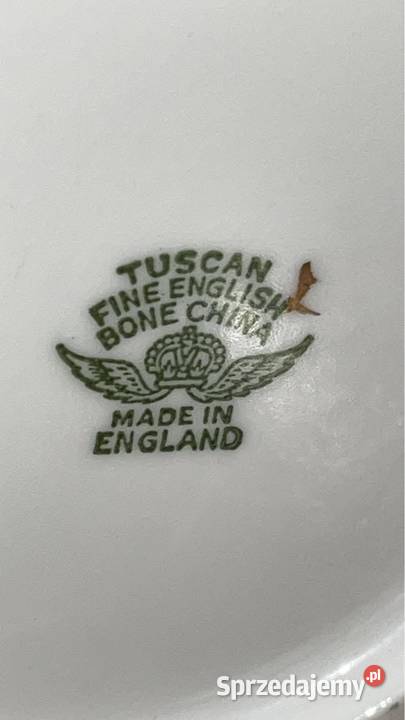 TUSCAN
FINE ENGLISH
BONE CHINA
MADE IN
ENGLAND
Sprzedajemy.pl